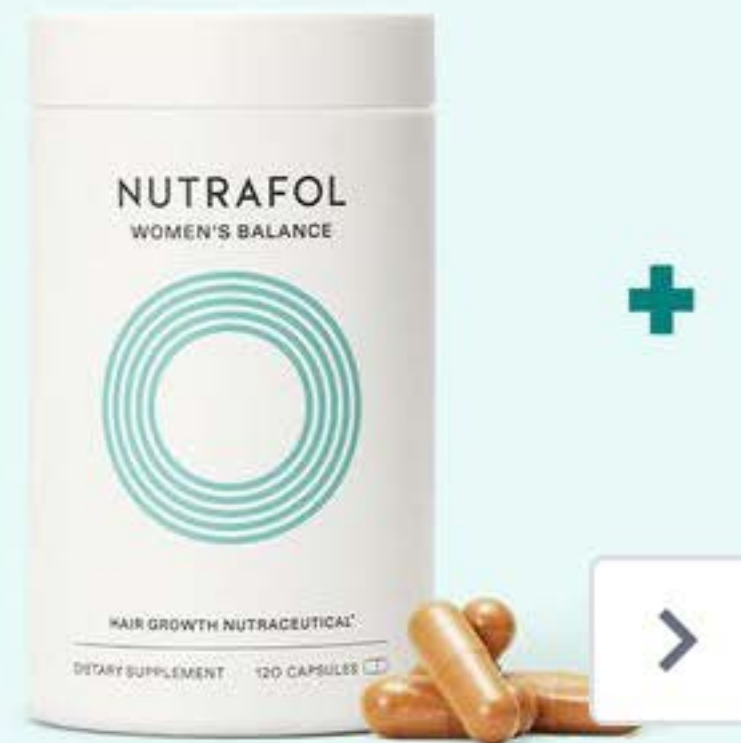 NUTRAFOL
WOMEN'S BALANCE
HAIR GROWTH NUTRACEUTICAL*
DIETARY SUPPLEMENT 120 CAPSULES